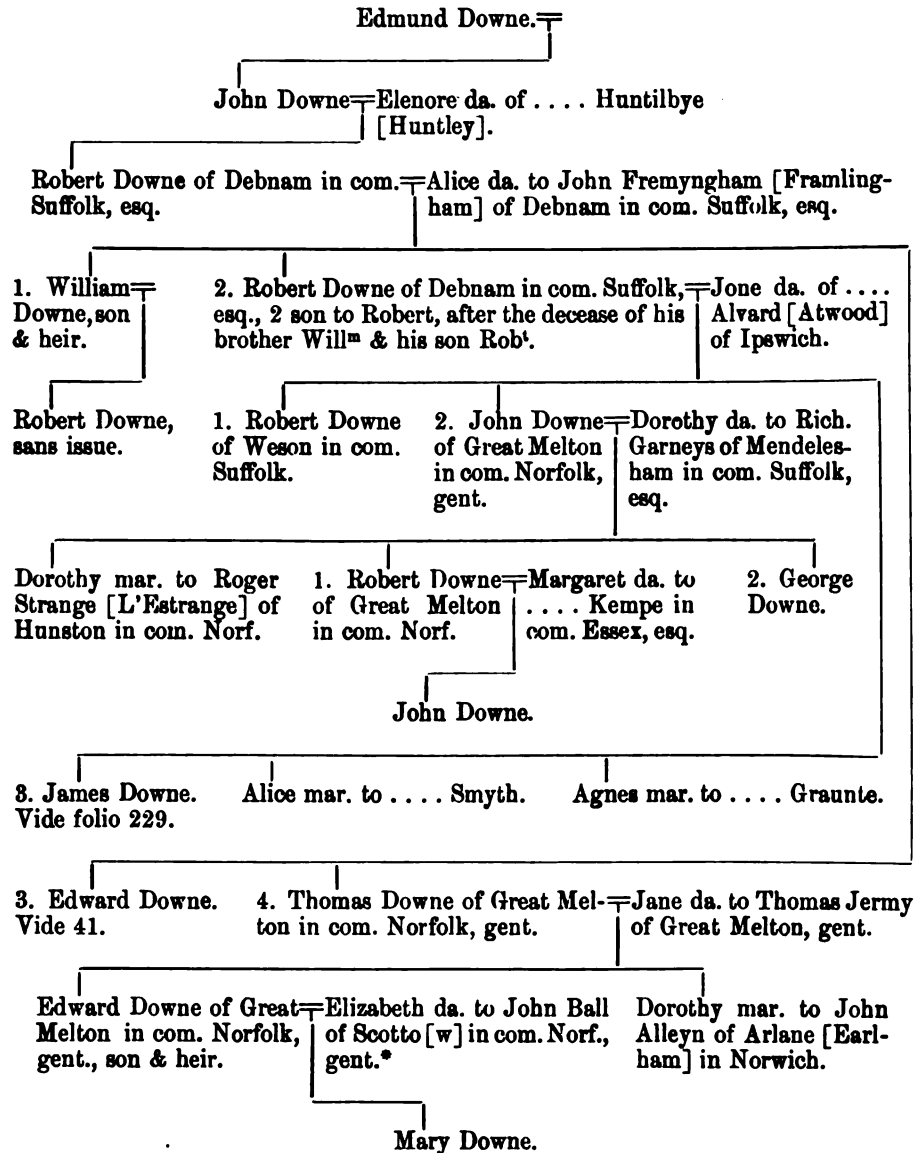 Edmund Downe.
John Downe=Elenore da. of .... Huntilbye
[Huntley].
Robert Downe of Debnam in com.
Suffolk, esq.
Alice da. to John Fremyngham [Framling-
ham] of Debnam in com. Suffolk, esq.
1. William
Downe, son
& heir.
2. Robert Downe of Debnam in com. Suffolk,
esq., 2 son to Robert, after the decease of his
brother Willᵐ & his son Robᵗ.
Jone da. of ....
Alvard [Atwood]
of Ipswich.
Robert Downe,
sans issue.
1. Robert Downe
of Weson in com.
Suffolk.
2. John Downe
of Great Melton
in com. Norfolk,
gent.
Dorothy da. to Rich.
Garneys of Mendeles-
ham in com. Suffolk,
esq.
Dorothy mar. to Roger
Strange [L'Estrange] of
Hunston in com. Norf.
1. Robert Downe
of Great Melton
in com. Norf.
Margaret da. to
.... Kempe in
com. Essex, esq.
2. George
Downe.
John Downe.
3. James Downe.
Vide folio 229.
Alice mar. to .... Smyth.
Agnes mar. to .... Graunte.
3. Edward Downe.
Vide 41.
4. Thomas Downe of Great Mel-
ton in com. Norfolk, gent.
Jane da. to Thomas Jermy
of Great Melton, gent.
Edward Downe of Great
Melton in com. Norfolk,
gent., son & heir.
Elizabeth da. to John Ball
of Scotto [w] in com. Norf.,
gent.*
Dorothy mar. to John
Alleyn of Arlane [Earl-
ham] in Norwich.
Mary Downe.